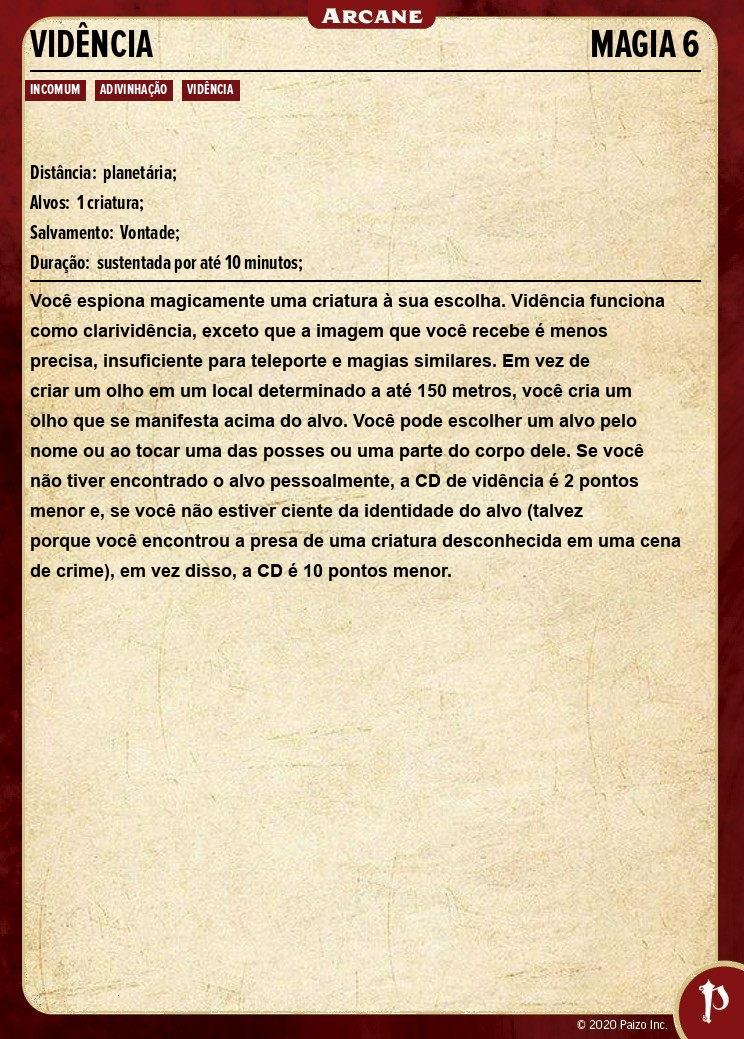 ARCANE
VIDÊNCIA MAGIA 6
INCOMUM ADIVINHAÇÃO VIDÊNCIA
Distância: planetária;
Alvos: 1 criatura;
Salvamento: Vontade;
Duração: sustentada por até 10 minutos;
Você espiona magicamente uma criatura à sua escolha. Vidência funciona
como clarividência, exceto que a imagem que você recebe é menos
precisa, insuficiente para teleporte e magias similares. Em vez de
criar um olho em um local determinado a até 150 metros, você cria um
olho que se manifesta acima do alvo. Você pode escolher um alvo pelo
nome ou ao tocar uma das posses ou uma parte do corpo dele. Se você
não tiver encontrado o alvo pessoalmente, a CD de vidência é 2 pontos
menor e, se você não estiver ciente da identidade do alvo (talvez
porque você encontrou a presa de uma criatura desconhecida em uma cena
de crime), em vez disso, a CD é 10 pontos menor.
© 2020 Paizo Inc.
P